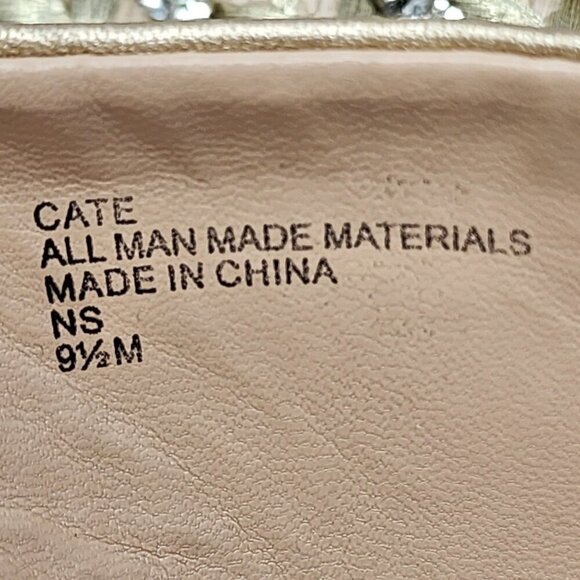 CATE
ALL MAN MADE MATERIALS
MADE IN CHINA
NS
9½M